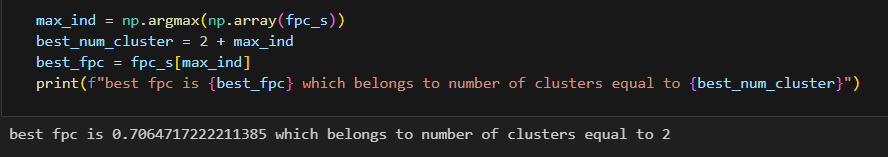 max_ind = np.argmax(np.array(fpc_s))
best_num_cluster = 2 + max_ind
best_fpc = fpc_s[max_ind]
print(f"best fpc is {best_fpc} which belongs to number of clusters equal to {best_num_cluster}")
best fpc is 0.7064717222211385 which belongs to number of clusters equal to 2